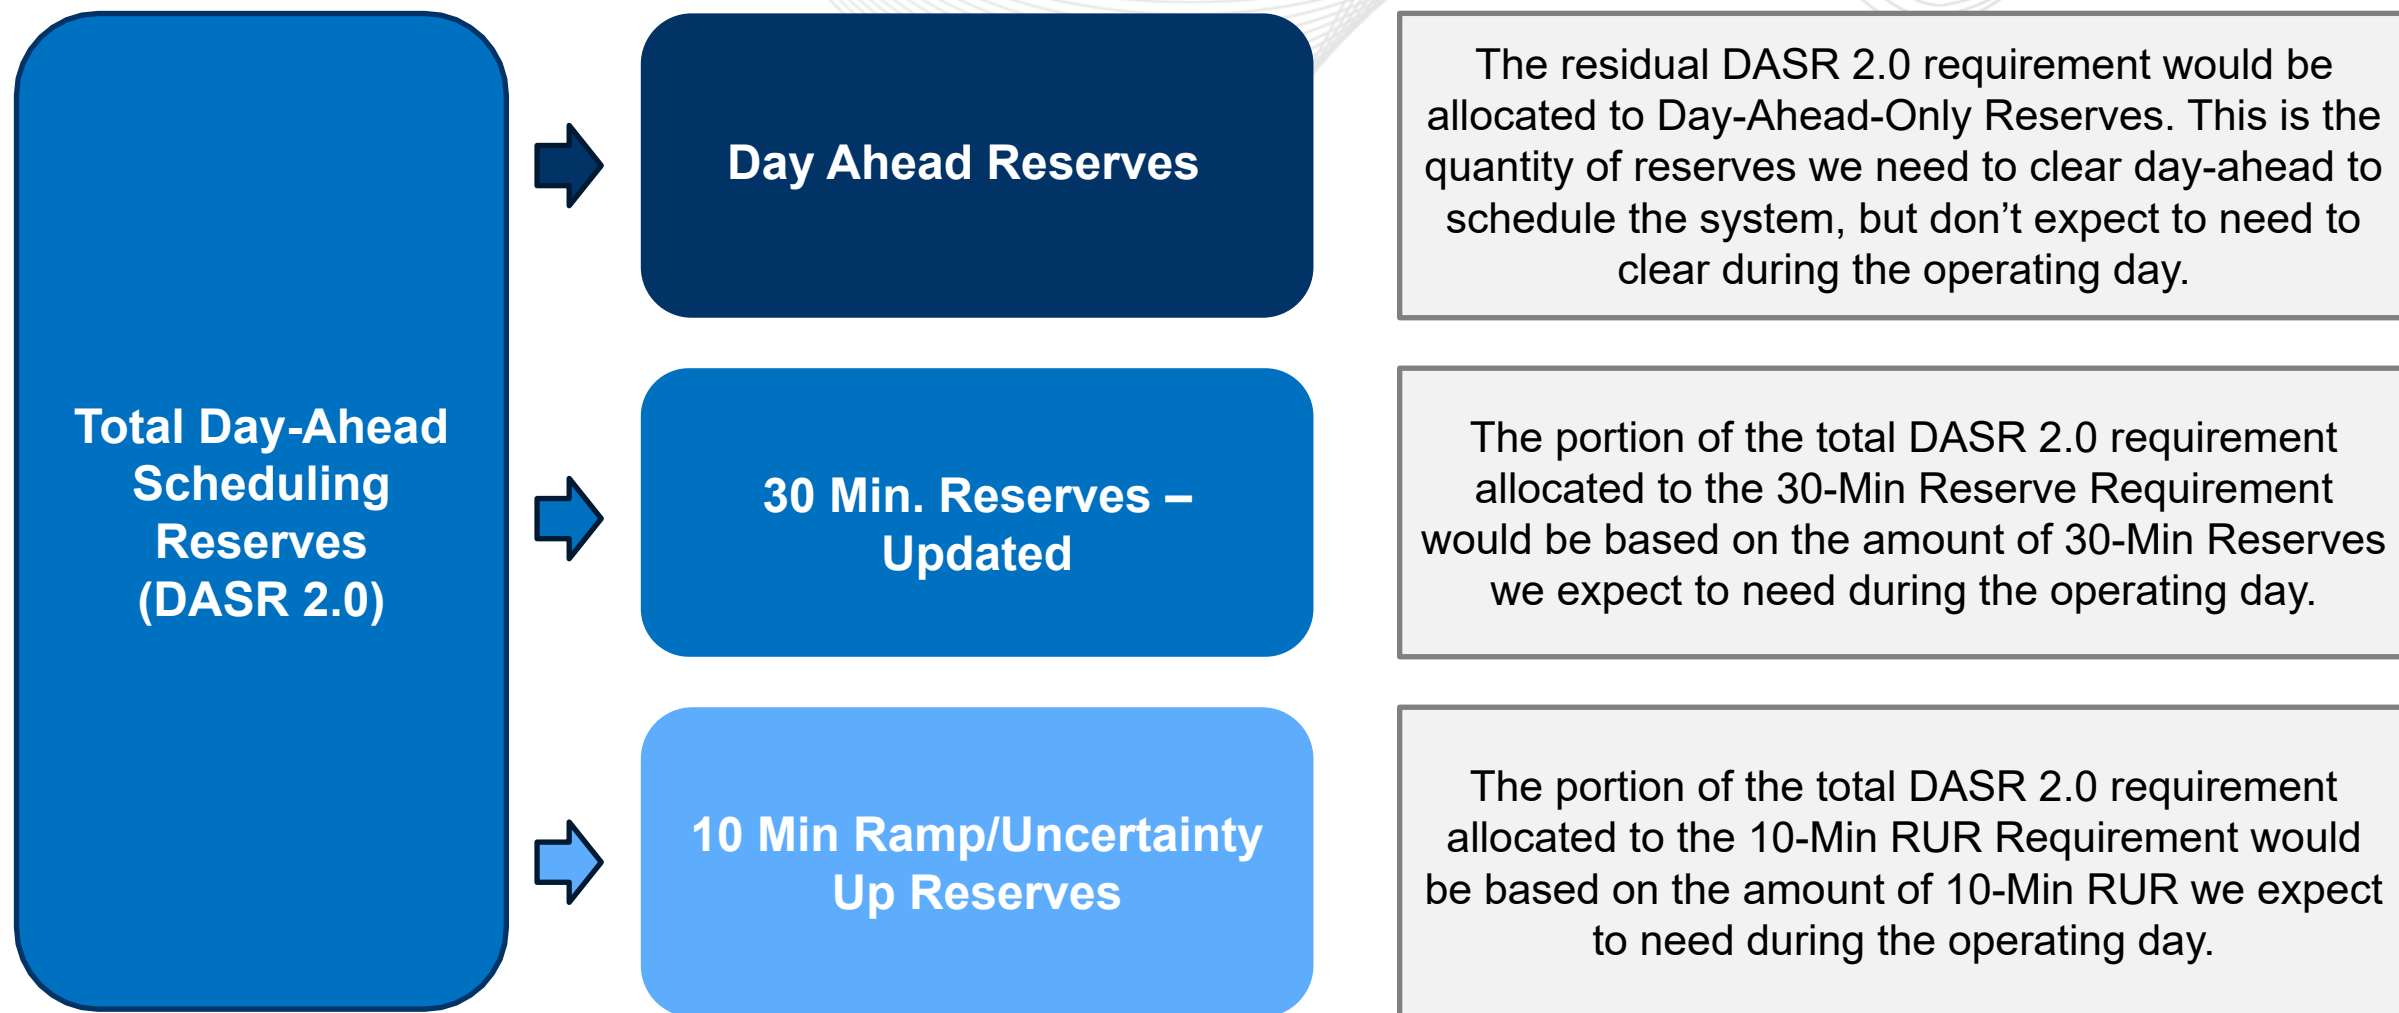 Total Day-Ahead
Scheduling
Reserves
(DASR 2.0)
Day Ahead Reserves
The residual DASR 2.0 requirement would be
allocated to Day-Ahead-Only Reserves. This is the
quantity of reserves we need to clear day-ahead to
schedule the system, but don’t expect to need to
clear during the operating day.
30 Min. Reserves –
Updated
The portion of the total DASR 2.0 requirement
allocated to the 30-Min Reserve Requirement
would be based on the amount of 30-Min Reserves
we expect to need during the operating day.
10 Min Ramp/Uncertainty
Up Reserves
The portion of the total DASR 2.0 requirement
allocated to the 10-Min RUR Requirement would
be based on the amount of 10-Min RUR we expect
to need during the operating day.